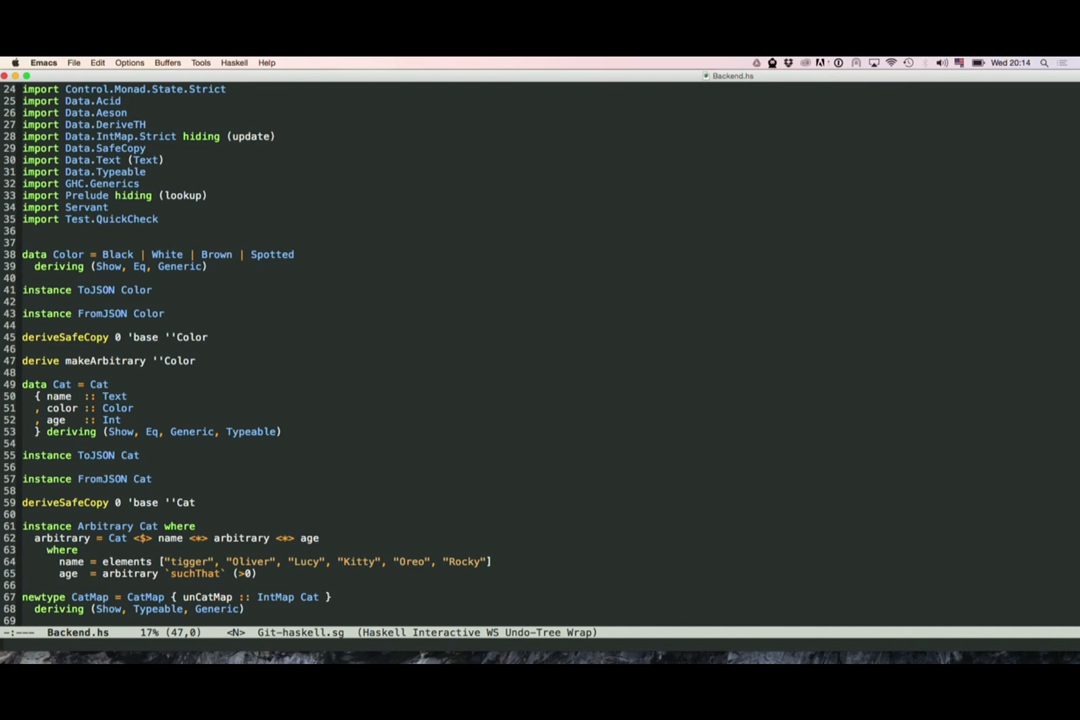 Emacs File Edit Options Buffers Tools Haskell Help Wed 20:14
Backend.hs
24 import Control.Monad.State.Strict
25 import Data.Acid
26 import Data.Aeson
27 import Data.DeriveTH
28 import Data.IntMap.Strict hiding (update)
29 import Data.SafeCopy
30 import Data.Text (Text)
31 import Data.Typeable
32 import GHC.Generics
33 import Prelude hiding (lookup)
34 import Servant
35 import Test.QuickCheck
36
37
38 data Color = Black | White | Brown | Spotted
39   deriving (Show, Eq, Generic)
40
41 instance ToJSON Color
42
43 instance FromJSON Color
44
45 deriveSafeCopy 0 'base ''Color
46
47 derive makeArbitrary ''Color
48
49 data Cat = Cat
50   { name  :: Text
51   , color :: Color
52   , age   :: Int
53   } deriving (Show, Eq, Generic, Typeable)
54
55 instance ToJSON Cat
56
57 instance FromJSON Cat
58
59 deriveSafeCopy 0 'base ''Cat
60
61 instance Arbitrary Cat where
62   arbitrary = Cat <$> name <*> arbitrary <*> age
63     where
64       name = elements ["tigger", "Oliver", "Lucy", "Kitty", "Oreo", "Rocky"]
65       age  = arbitrary `suchThat` (>0)
66
67 newtype CatMap = CatMap { unCatMap :: IntMap Cat }
68   deriving (Show, Typeable, Generic)
69
-:--- Backend.hs 17% (47,0) <N> Git-haskell.sg (Haskell Interactive WS Undo-Tree Wrap)